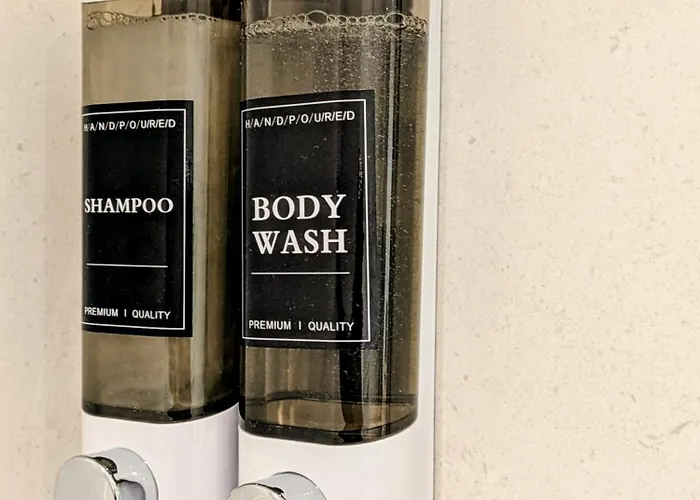 H/A/N/D/P/O/U/R/E/D
SHAMPOO
PREMIUM | QUALITY
H/A/N/D/P/O/U/R/E/D
BODY
WASH
PREMIUM | QUALITY